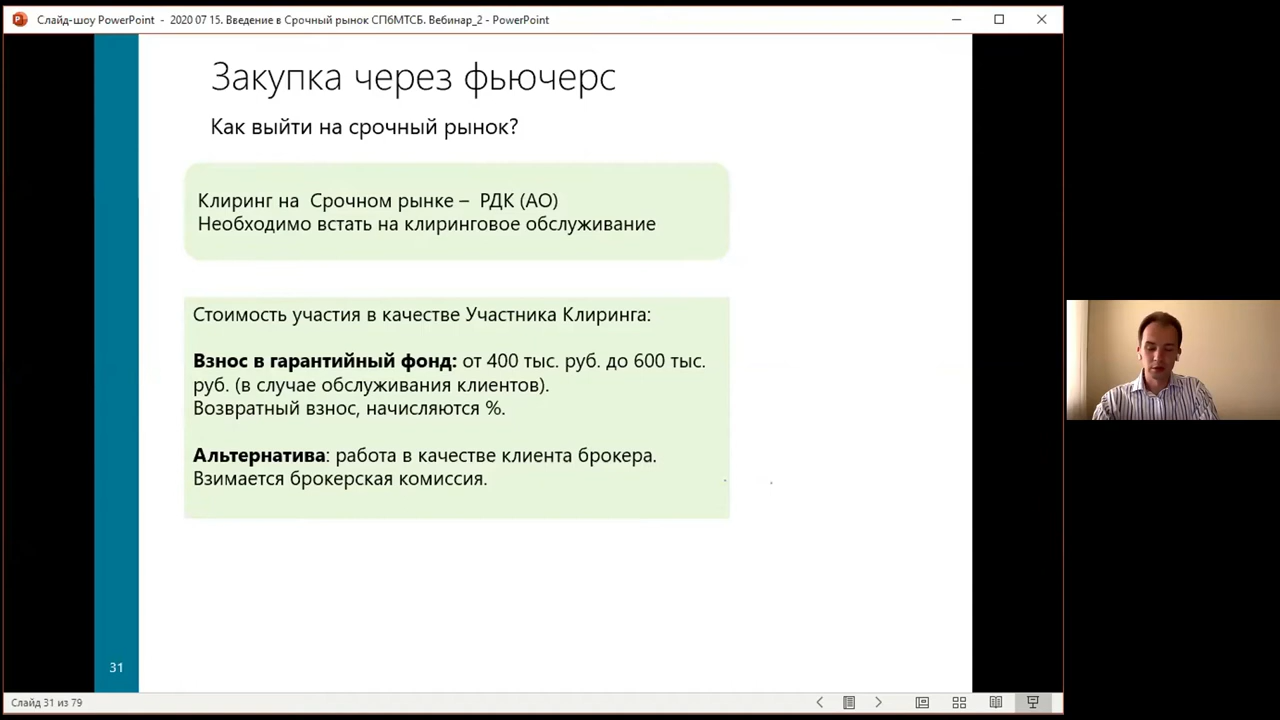 Слайд-шоу PowerPoint - 2020 07 15. Введение в Срочный рынок СПбМТСБ. Вебинар_2 - PowerPoint
Закупка через фьючерс
Как выйти на срочный рынок?
Клиринг на Срочном рынке – РДК (АО)
Необходимо встать на клиринговое обслуживание
Стоимость участия в качестве Участника Клиринга:
Взнос в гарантийный фонд: от 400 тыс. руб. до 600 тыс.
руб. (в случае обслуживания клиентов).
Возвратный взнос, начисляются %.
Альтернатива: работа в качестве клиента брокера.
Взимается брокерская комиссия.
31
Слайд 31 из 79